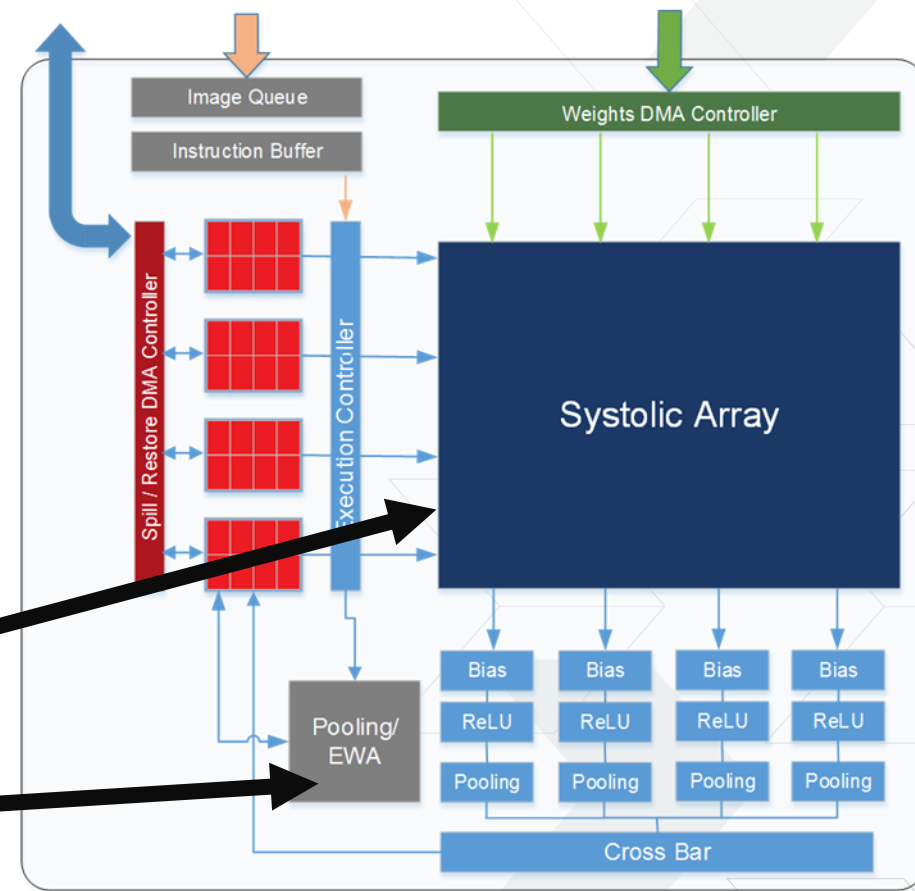 Image Queue
Weights DMA Controller
Instruction Buffer
Spill / Restore DMA Controller
Execution Controller
Systolic Array
Pooling/
EWA
Bias Bias Bias Bias
ReLU ReLU ReLU ReLU
Pooling Pooling Pooling Pooling
Cross Bar